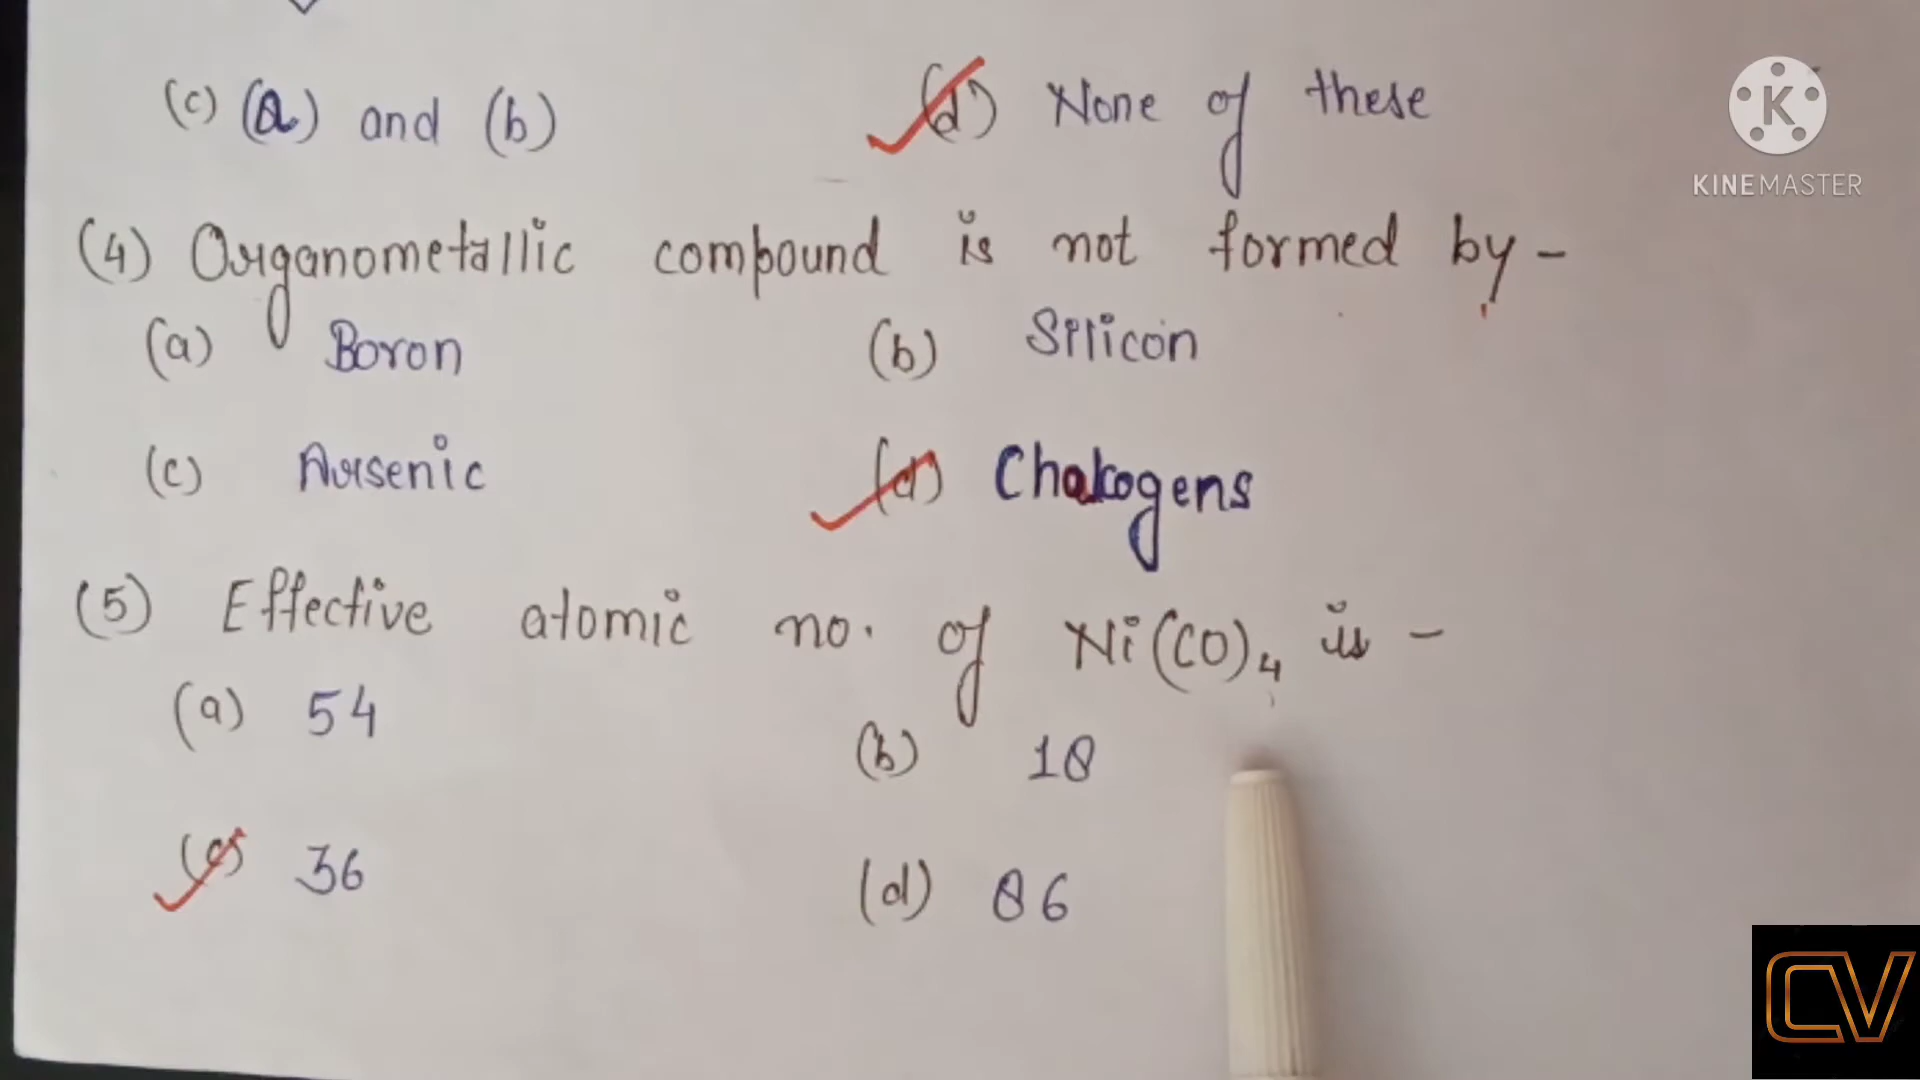 (c) (a) and (b) (d) None of these
KINEMASTER
(4) Organometallic compound is not formed by -
(a) Boron (b) Silicon
(c) Arsenic (d) Chalcogens
(5) Effective atomic no. of Ni(CO)₄ is -
(a) 54 (b) 18
(c) 36 (d) 86
CV